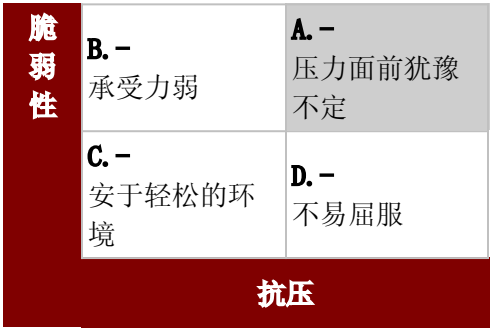 脆弱性
B.-
承受力弱
A.-
压力面前犹豫
不定
C.-
安于轻松的环
境
D.-
不易屈服
抗压